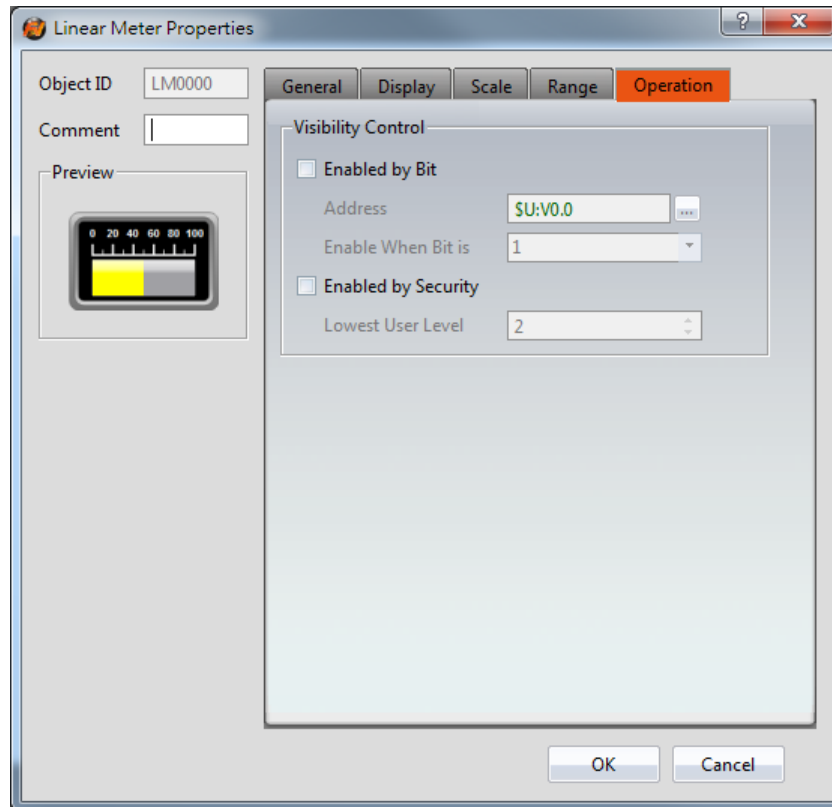 Linear Meter Properties
?
X
Object ID LM0000
Comment
Preview
0 20 40 60 80 100
General Display Scale Range Operation
Visibility Control
Enabled by Bit
Address $U:V0.0 ...
Enable When Bit is 1
Enabled by Security
Lowest User Level 2
OK Cancel